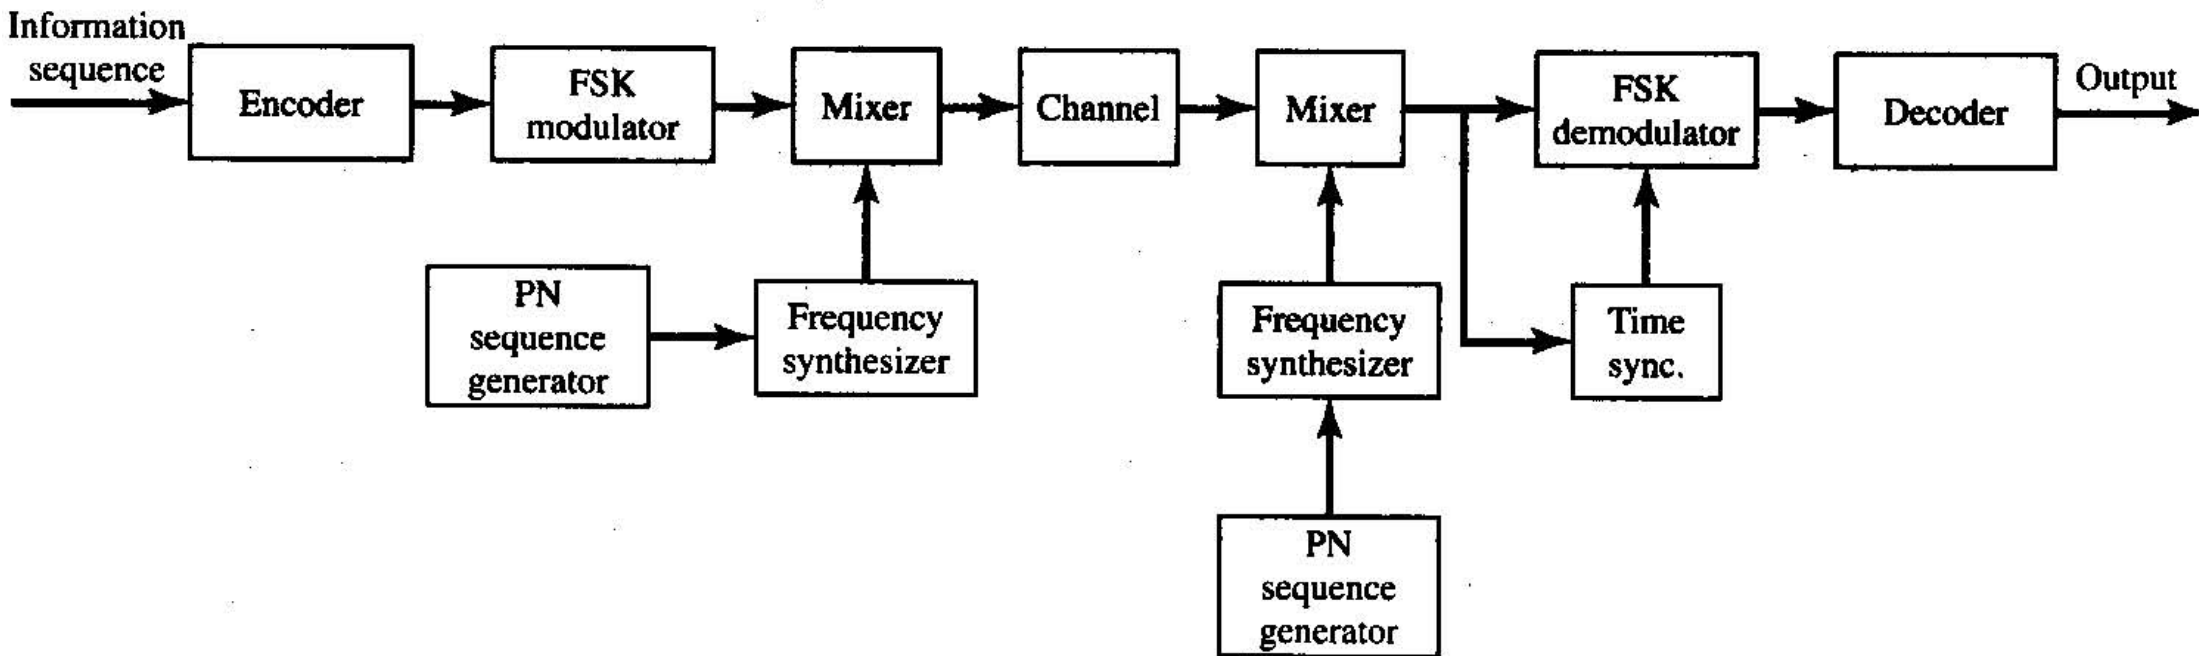 Information
sequence
Encoder
FSK
modulator
Mixer
Channel
Mixer
FSK
demodulator
Decoder
Output
PN
sequence
generator
Frequency
synthesizer
Frequency
synthesizer
Time
sync.
PN
sequence
generator